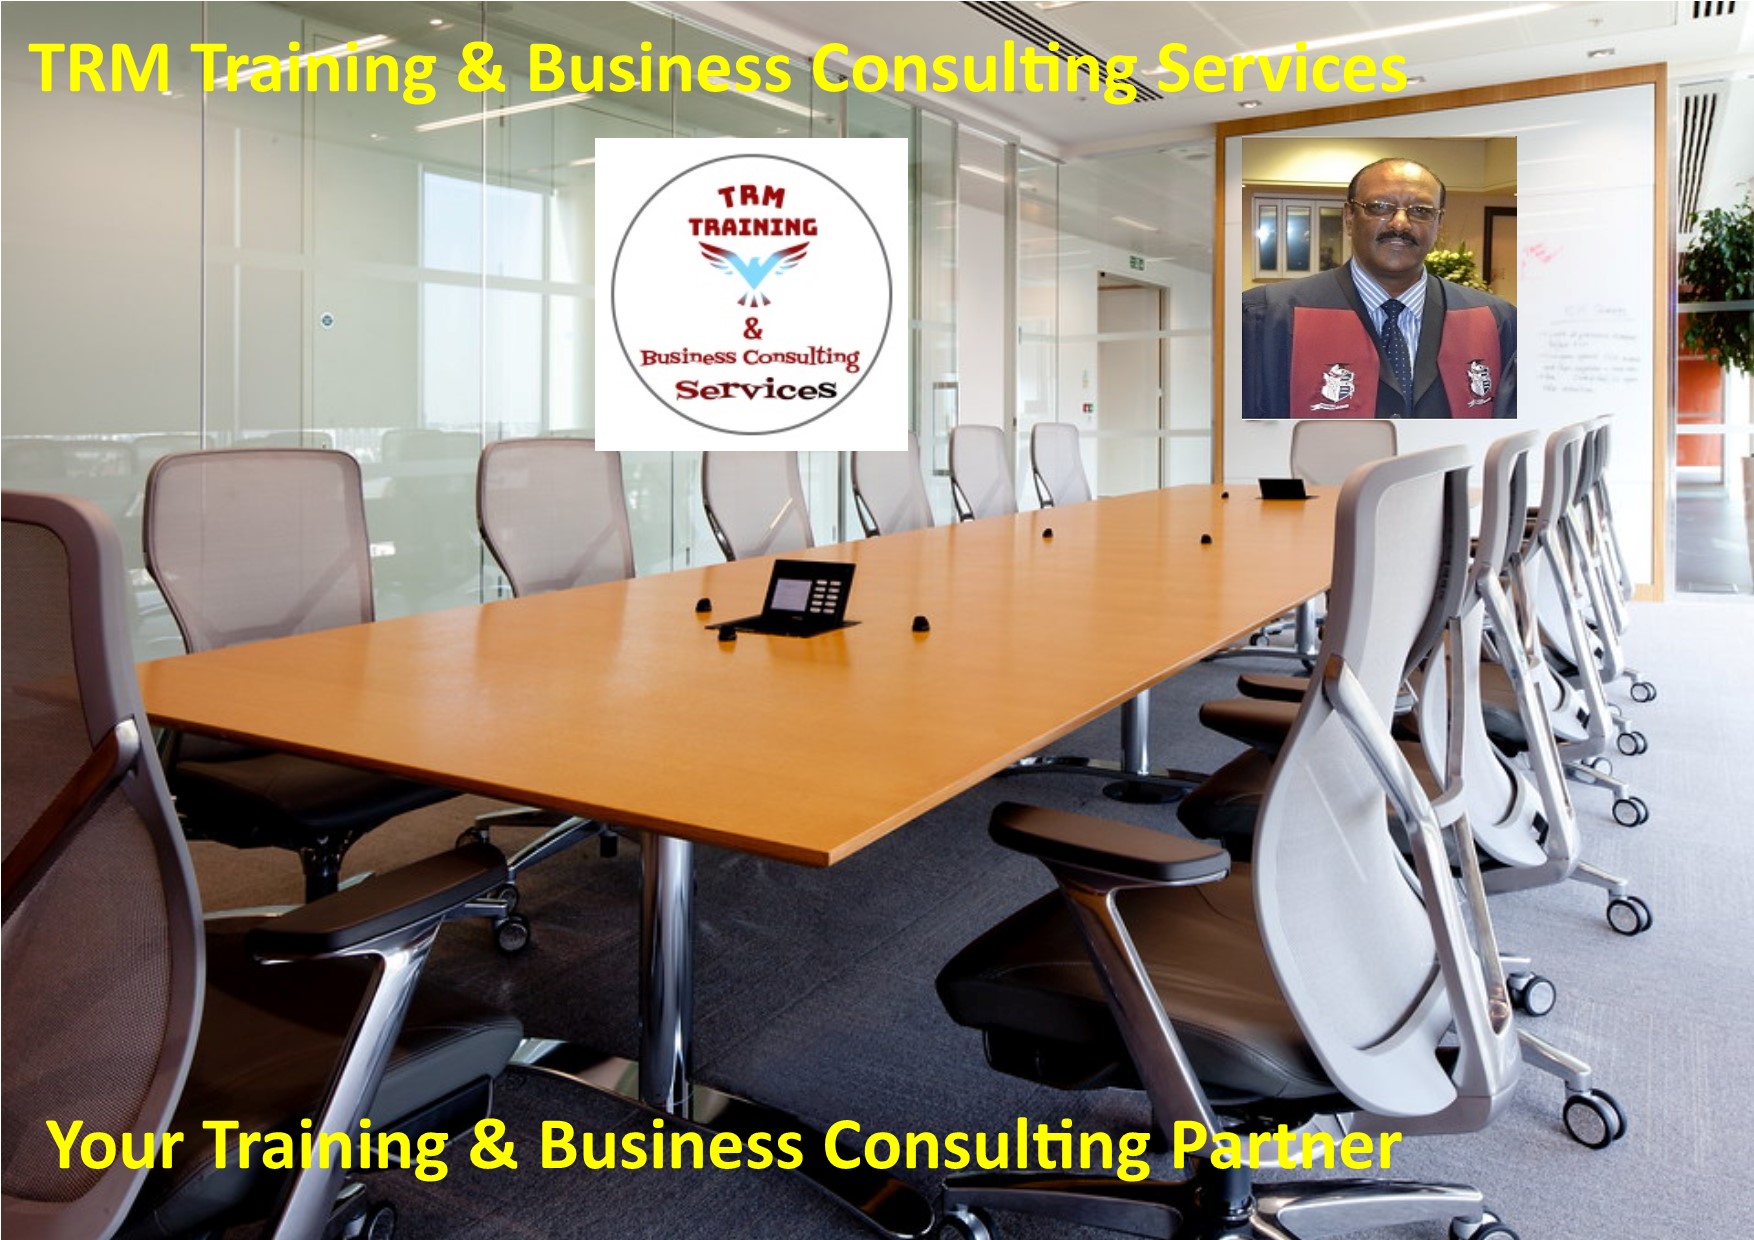 TRM Training & Business Consulting Services
TRM
TRAINING
&
Business Consulting
Services
Your Training & Business Consulting Partner